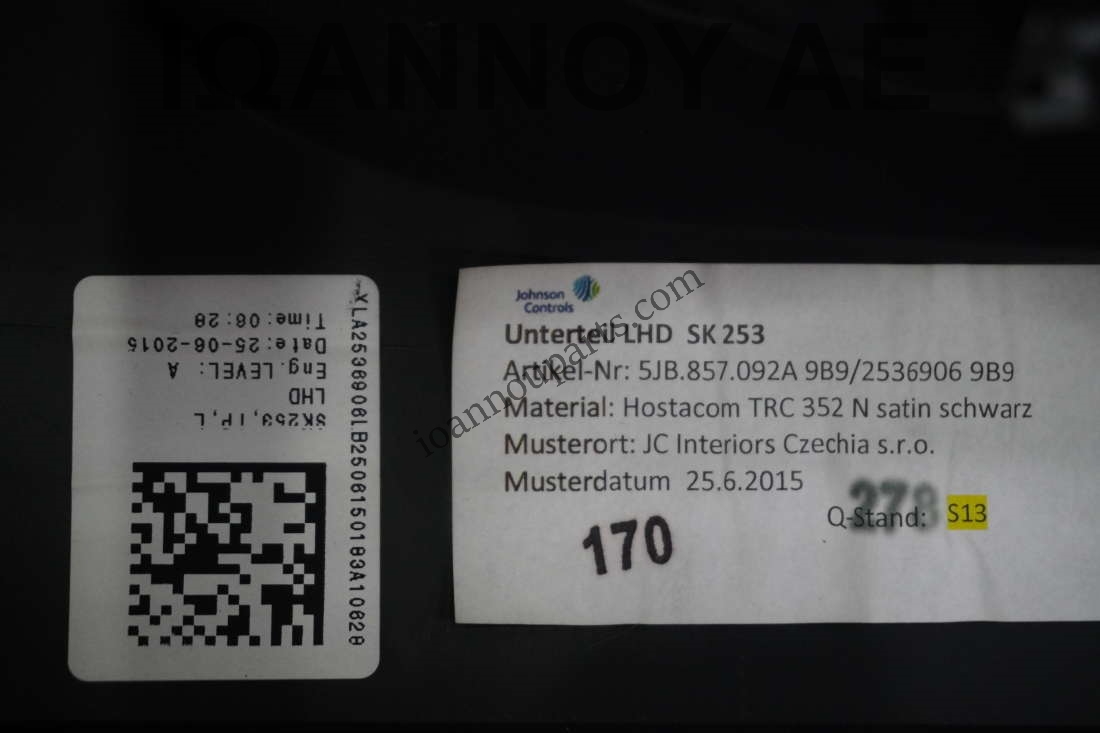 IQANNOY AE
Time: 06:28
Date: 25-06-2015
Eng. LEVEL: A
LHD
SK253, IP, L
YLA2536906LB2506150163A10628
Johnson
Controls
Unterteil LHD SK 253
Artikel-Nr: 5JB.857.092A 9B9/2536906 9B9
Material: Hostacom TRC 352 N satin schwarz
Musterort: JC Interiors Czechia s.r.o.
Musterdatum 25.6.2015
Q-Stand: S13
170
ioannouparts.com